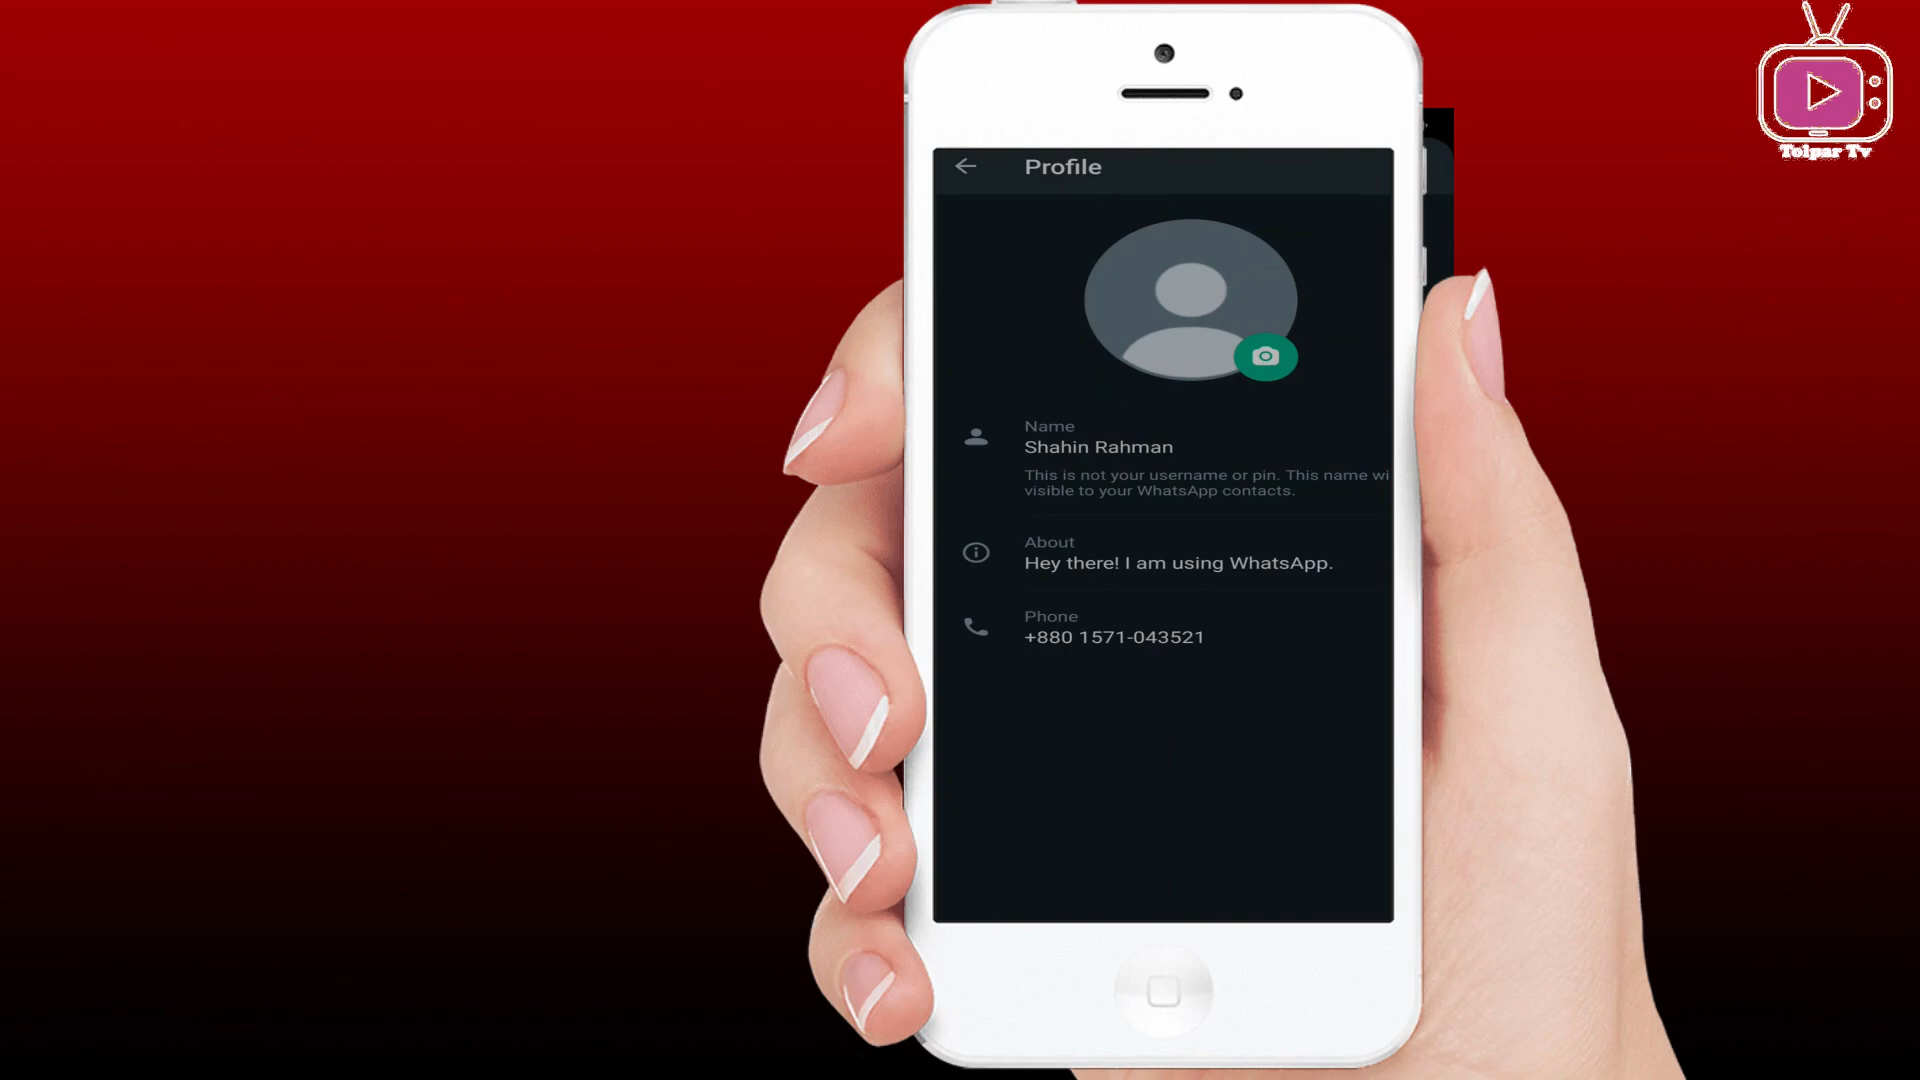 Tolpar Tv
Profile
Name
Shahin Rahman
This is not your username or pin. This name wi
visible to your WhatsApp contacts.
About
Hey there! I am using WhatsApp.
Phone
+880 1571-043521